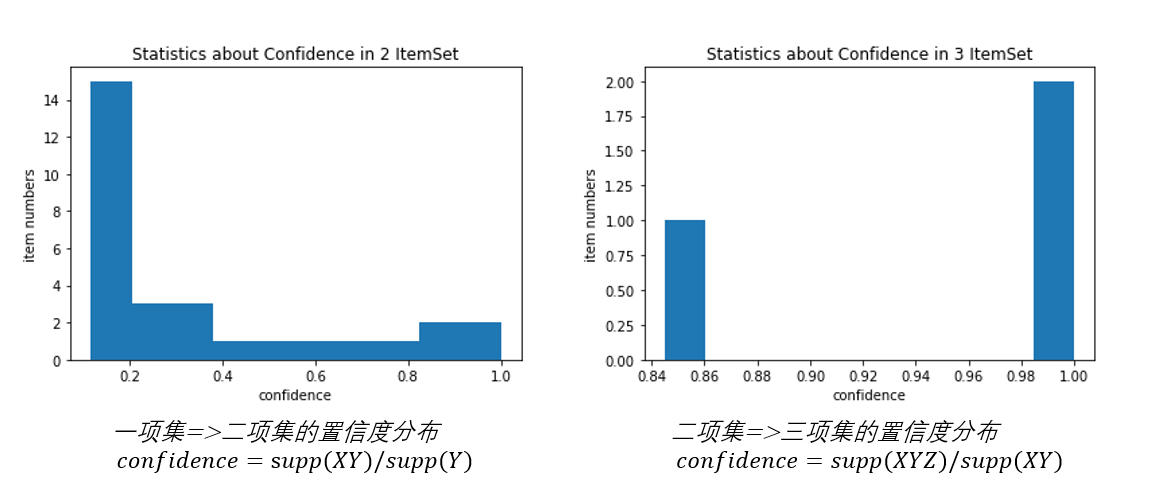 Statistics about Confidence in 2 ItemSet
14
12
10
8
6
4
2
0
item numbers
0.2 0.4 0.6 0.8 1.0
confidence
一项集=>二项集的置信度分布
confidence = supp(XY)/supp(Y)
Statistics about Confidence in 3 ItemSet
2.00
1.75
1.50
1.25
1.00
0.75
0.50
0.25
0.00
item numbers
0.84 0.86 0.88 0.90 0.92 0.94 0.96 0.98 1.00
confidence
二项集=>三项集的置信度分布
confidence = supp(XYZ)/supp(XY)